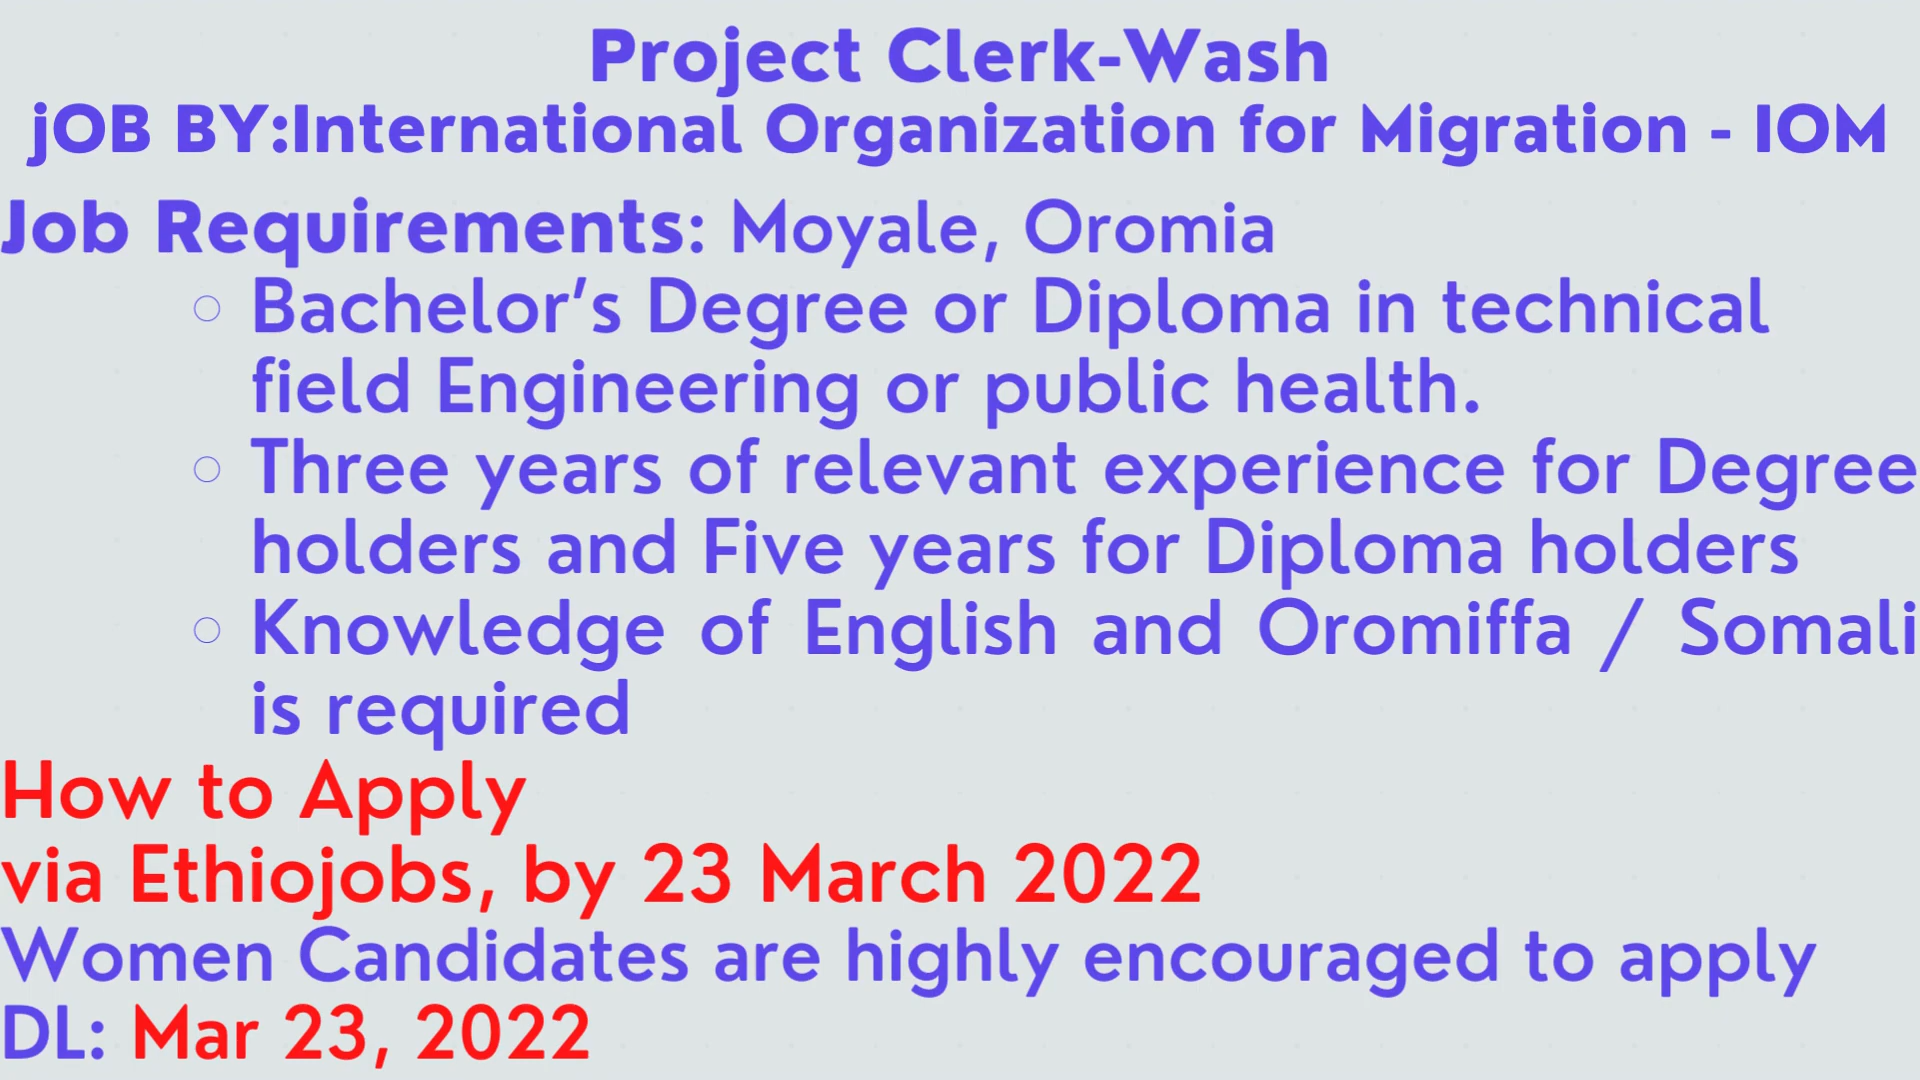 Project Clerk-Wash
jOB BY:International Organization for Migration - IOM
Job Requirements: Moyale, Oromia
○ Bachelor's Degree or Diploma in technical
field Engineering or public health.
○ Three years of relevant experience for Degree
holders and Five years for Diploma holders
○ Knowledge of English and Oromiffa / Somali
is required
How to Apply
via Ethiojobs, by 23 March 2022
Women Candidates are highly encouraged to apply
DL: Mar 23, 2022